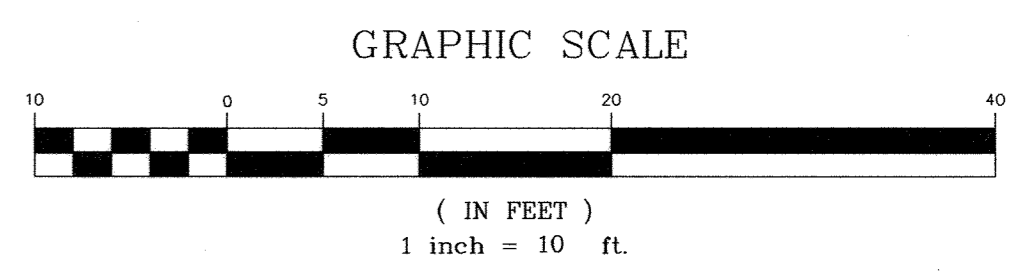 GRAPHIC SCALE
10 0 5 10 20 40
( IN FEET )
1 inch = 10 ft.